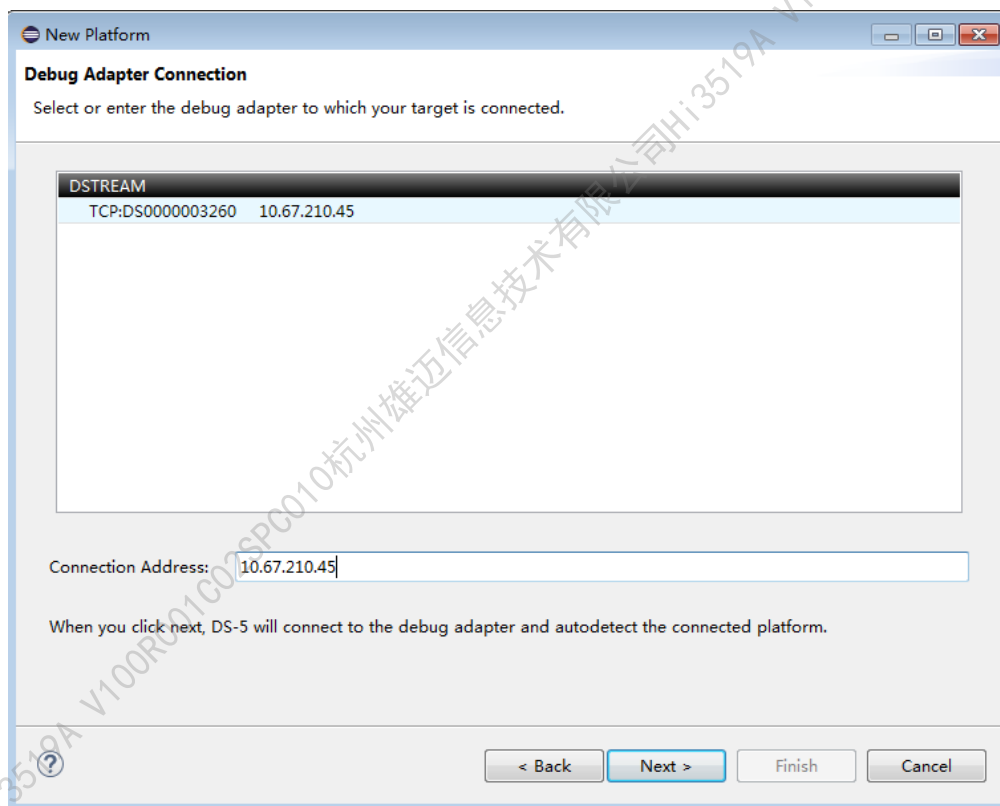 New Platform
Debug Adapter Connection
Select or enter the debug adapter to which your target is connected.
DSTREAM
TCP:DS0000003260 10.67.210.45
Connection Address: 10.67.210.45
When you click next, DS-5 will connect to the debug adapter and autodetect the connected platform.
< Back Next > Finish Cancel
3519A V100R001C02SPC010杭州雄迈信息技术有限公司Hi3519A V10